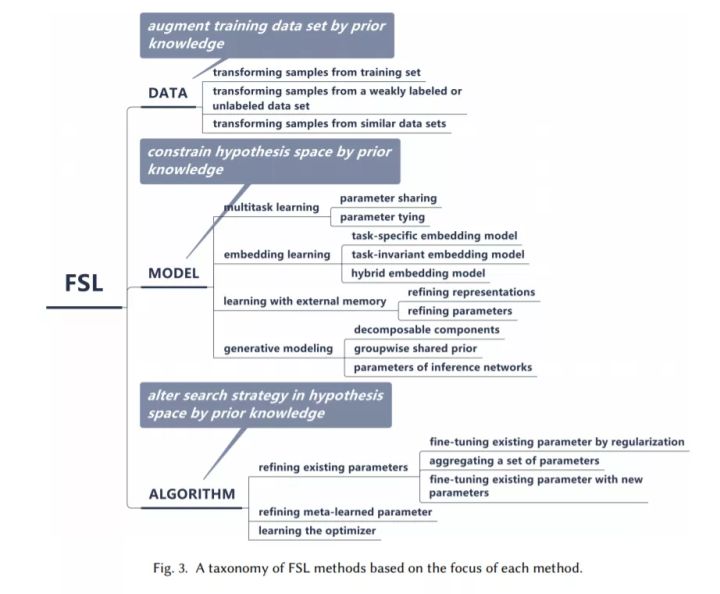 augment training data set by prior
knowledge
transforming samples from training set
DATA
transforming samples from a weakly labeled or
unlabeled data set
transforming samples from similar data sets
constrain hypothesis space by prior
knowledge
multitask learning
parameter sharing
parameter tying
embedding learning
task-specific embedding model
task-invariant embedding model
hybrid embedding model
FSL
MODEL
learning with external memory
refining representations
refining parameters
generative modeling
decomposable components
groupwise shared prior
parameters of inference networks
alter search strategy in hypothesis
space by prior knowledge
ALGORITHM
refining existing parameters
fine-tuning existing parameter by regularization
aggregating a set of parameters
fine-tuning existing parameter with new
parameters
refining meta-learned parameter
learning the optimizer
Fig. 3. A taxonomy of FSL methods based on the focus of each method.